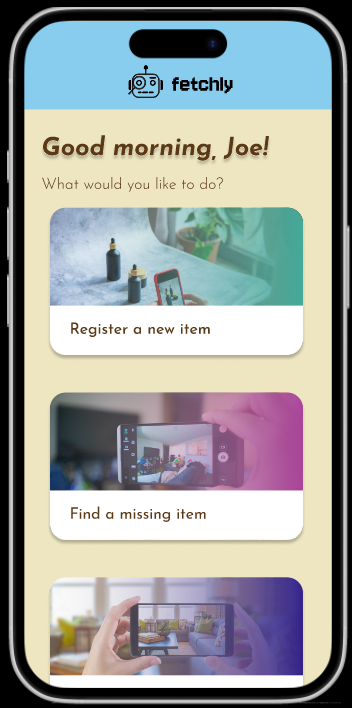 fetchly
Good morning, Joe!
What would you like to do?
Register a new item
Find a missing item